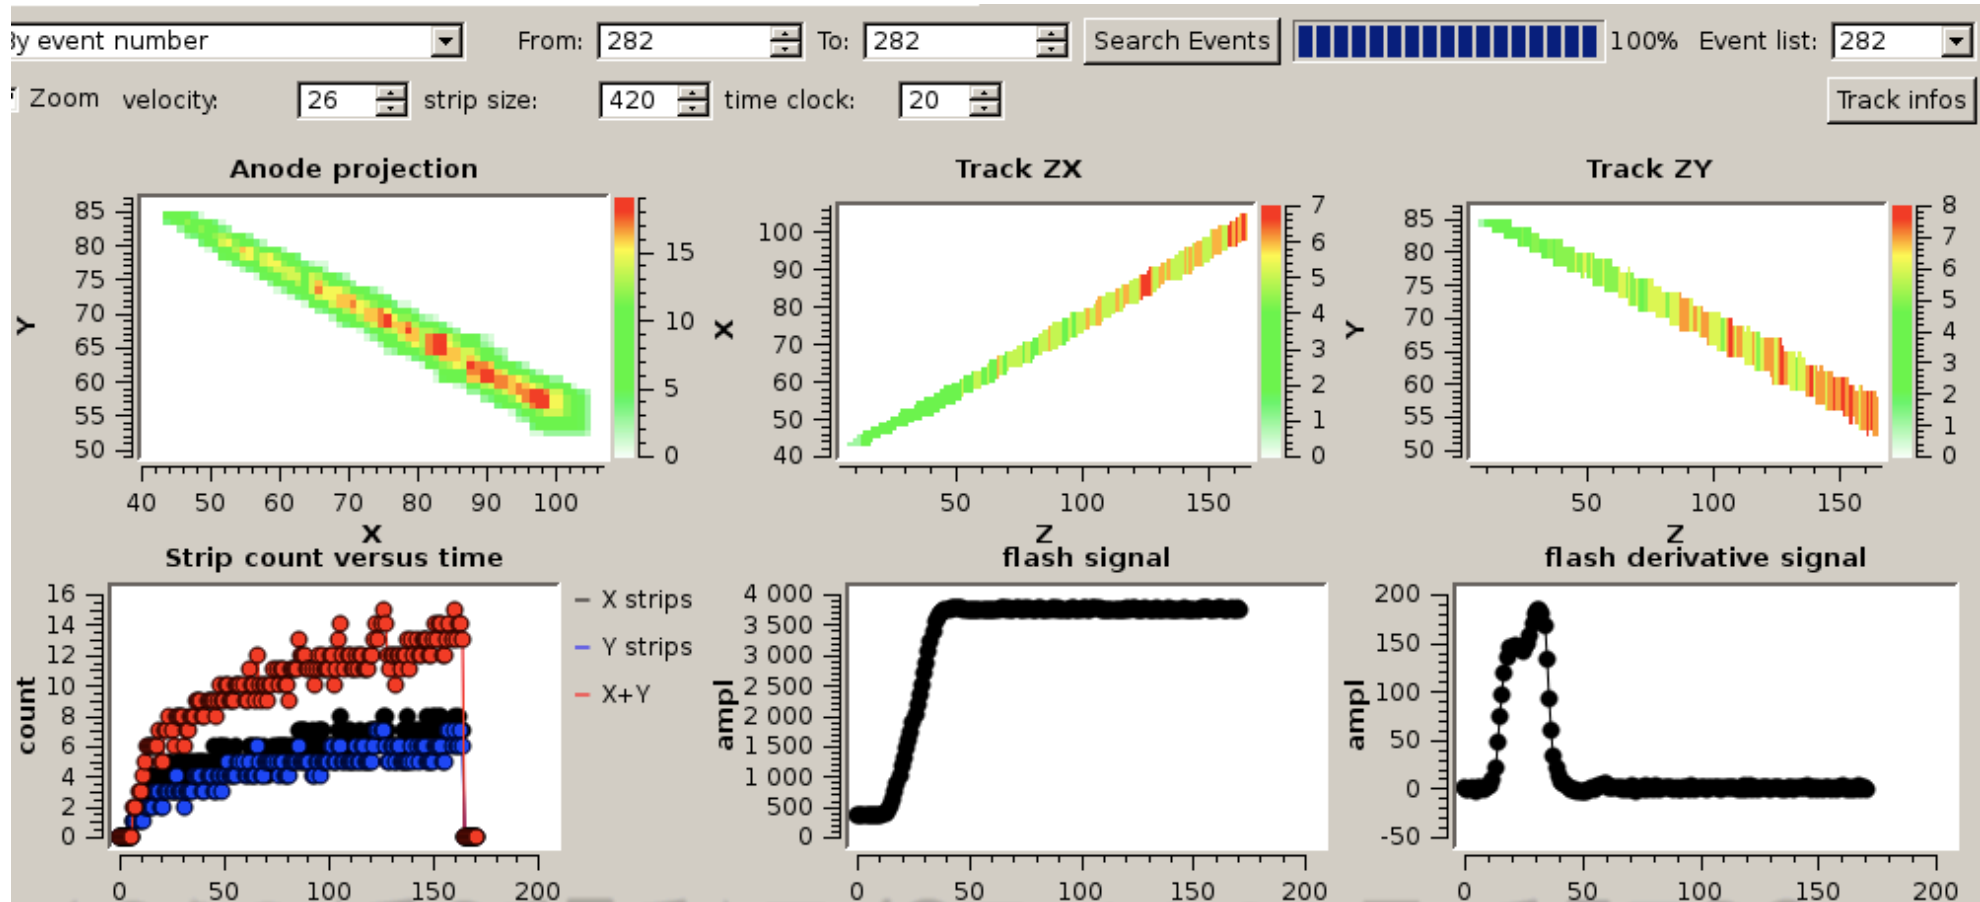 By event number From: 282 To: 282 Search Events 100% Event list: 282
Zoom velocity: 26 strip size: 420 time clock: 20 Track infos
Anode projection
Y
85
80
75
70
65
60
55
50
40 50 60 70 80 90 100
X
15
10
5
0
Track ZX
X
100
90
80
70
60
50
40
50 100 150
Z
7
6
5
4
3
2
1
0
Track ZY
Y
85
80
75
70
65
60
55
50
50 100 150
Z
8
7
6
5
4
3
2
1
0
Strip count versus time
count
16
14
12
10
8
6
4
2
0
0 50 100 150 200
X strips
Y strips
X+Y
flash signal
ampl
4 000
3 500
3 000
2 500
2 000
1 500
1 000
500
0
0 50 100 150 200
flash derivative signal
ampl
200
150
100
50
0
-50
0 50 100 150 200